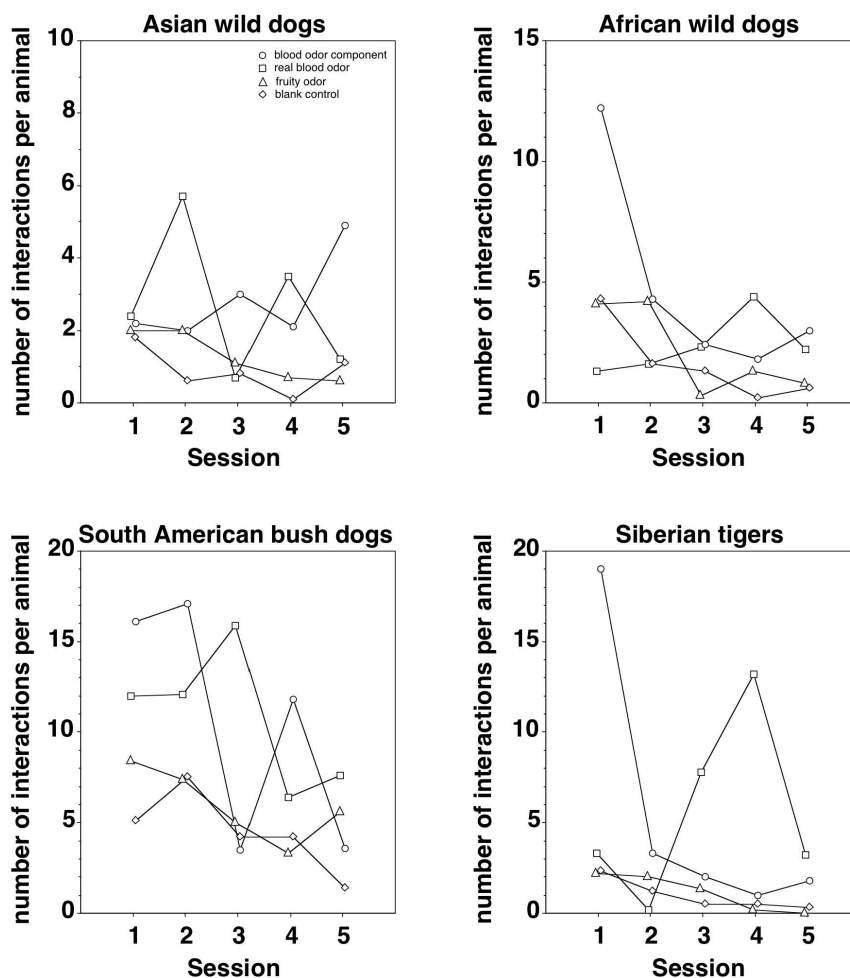 Asian wild dogs
number of interactions per animal
10
8
6
4
2
0
blood odor component
real blood odor
fruity odor
blank control
1 2 3 4 5
Session
African wild dogs
number of interactions per animal
15
10
5
0
1 2 3 4 5
Session
South American bush dogs
number of interactions per animal
20
15
10
5
0
1 2 3 4 5
Session
Siberian tigers
number of interactions per animal
20
15
10
5
0
1 2 3 4 5
Session